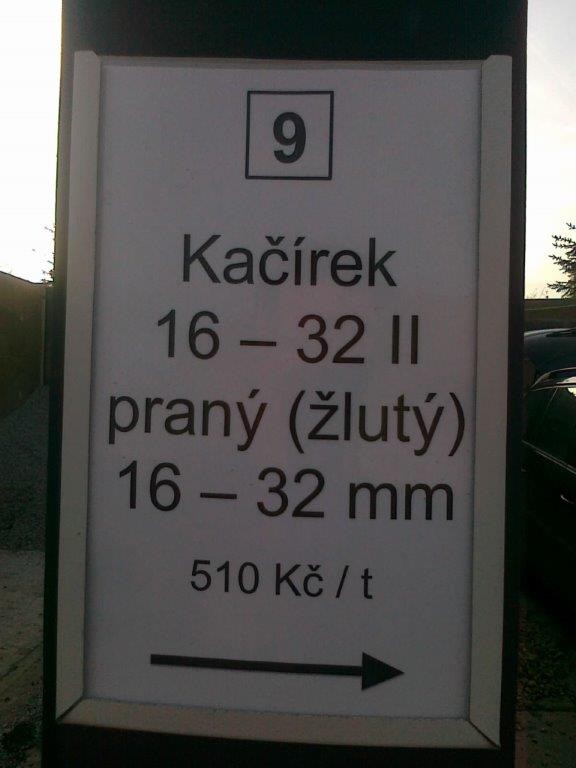 9
Kačírek
16 – 32 II
praný (žlutý)
16 – 32 mm
510 Kč / t